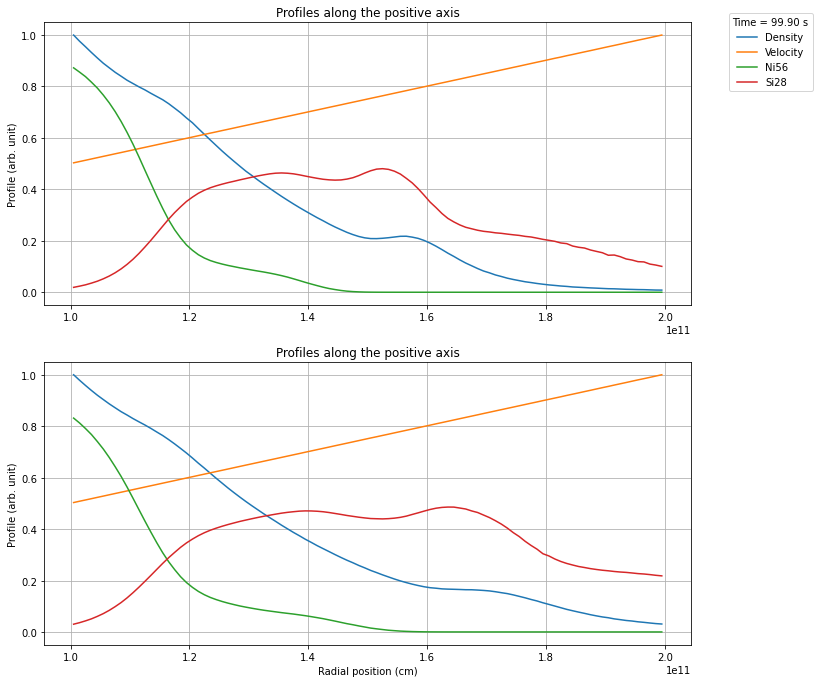 Profiles along the positive axis
Time = 99.90 s
Density
Velocity
Ni56
Si28
Profile (arb. unit)
1.0
0.8
0.6
0.4
0.2
0.0
1.0 1.2 1.4 1.6 1.8 2.0
1e11
Profiles along the positive axis
Profile (arb. unit)
1.0
0.8
0.6
0.4
0.2
0.0
1.0 1.2 1.4 1.6 1.8 2.0
1e11
Radial position (cm)